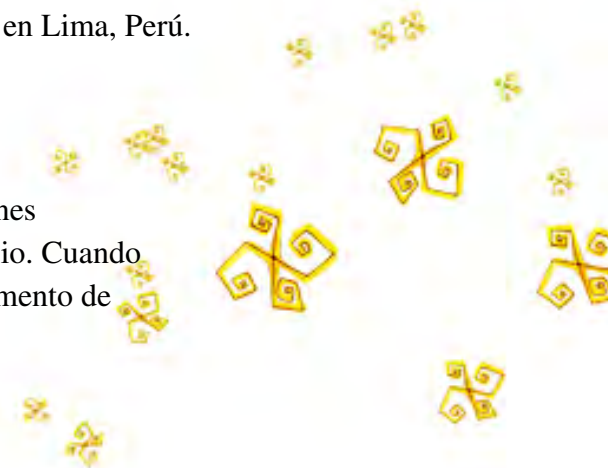 en Lima, Perú.
nes
io. Cuando
mento de